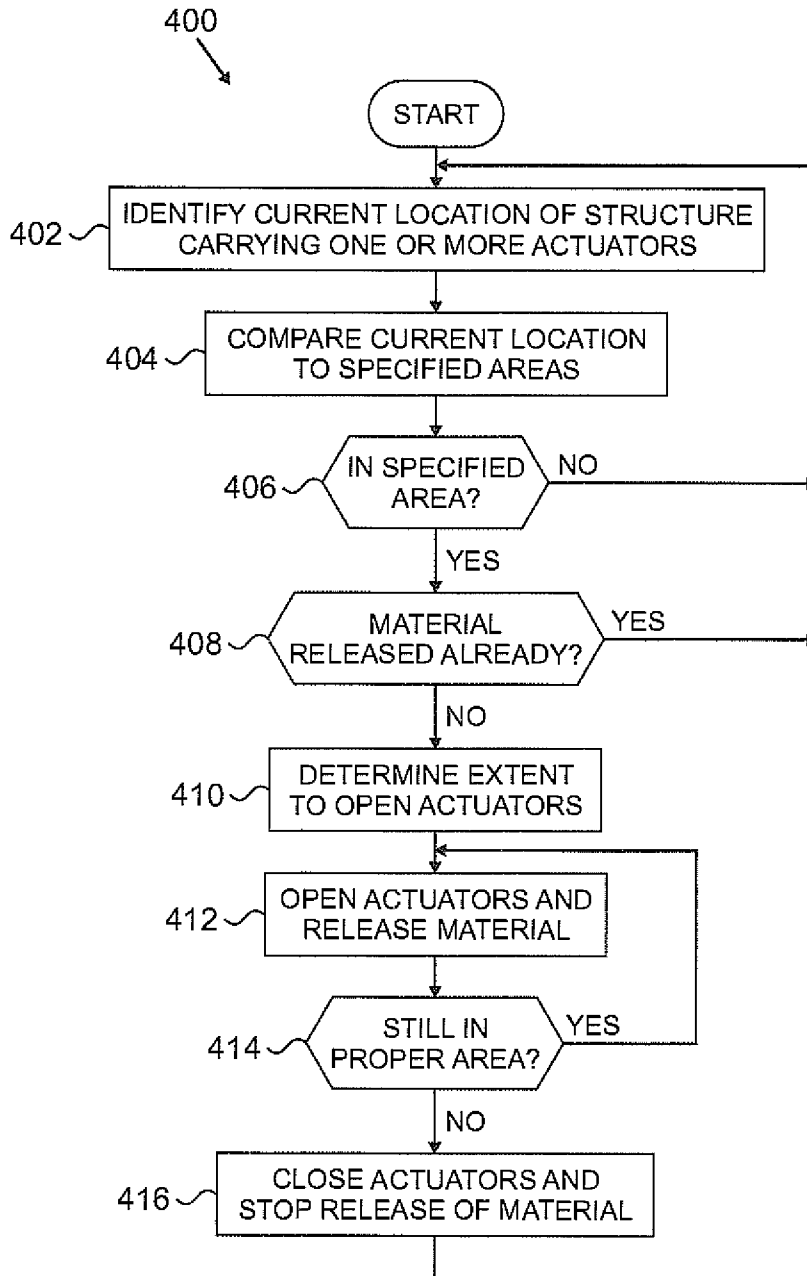 400
START
402
IDENTIFY CURRENT LOCATION OF STRUCTURE
CARRYING ONE OR MORE ACTUATORS
404
COMPARE CURRENT LOCATION
TO SPECIFIED AREAS
406
IN SPECIFIED
AREA?
NO
YES
408
MATERIAL
RELEASED ALREADY?
YES
NO
410
DETERMINE EXTENT
TO OPEN ACTUATORS
412
OPEN ACTUATORS AND
RELEASE MATERIAL
414
STILL IN
PROPER AREA?
YES
NO
416
CLOSE ACTUATORS AND
STOP RELEASE OF MATERIAL